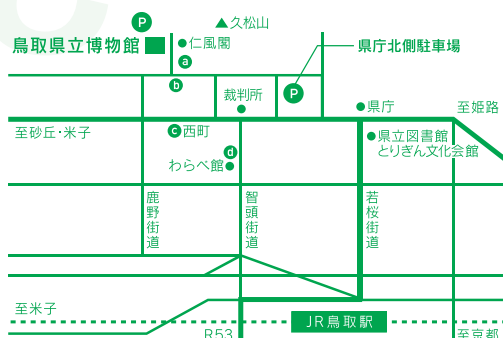 P
▲久松山
鳥取県立博物館
仁風閣
県庁北側駐車場
a
b
裁判所
P
県庁
至姫路
至砂丘・米子
c 西町
県立図書館
とりぎん文化会館
d
わらべ館
鹿野街道
智頭街道
若桜街道
至米子
JR鳥取駅
R53
至京都